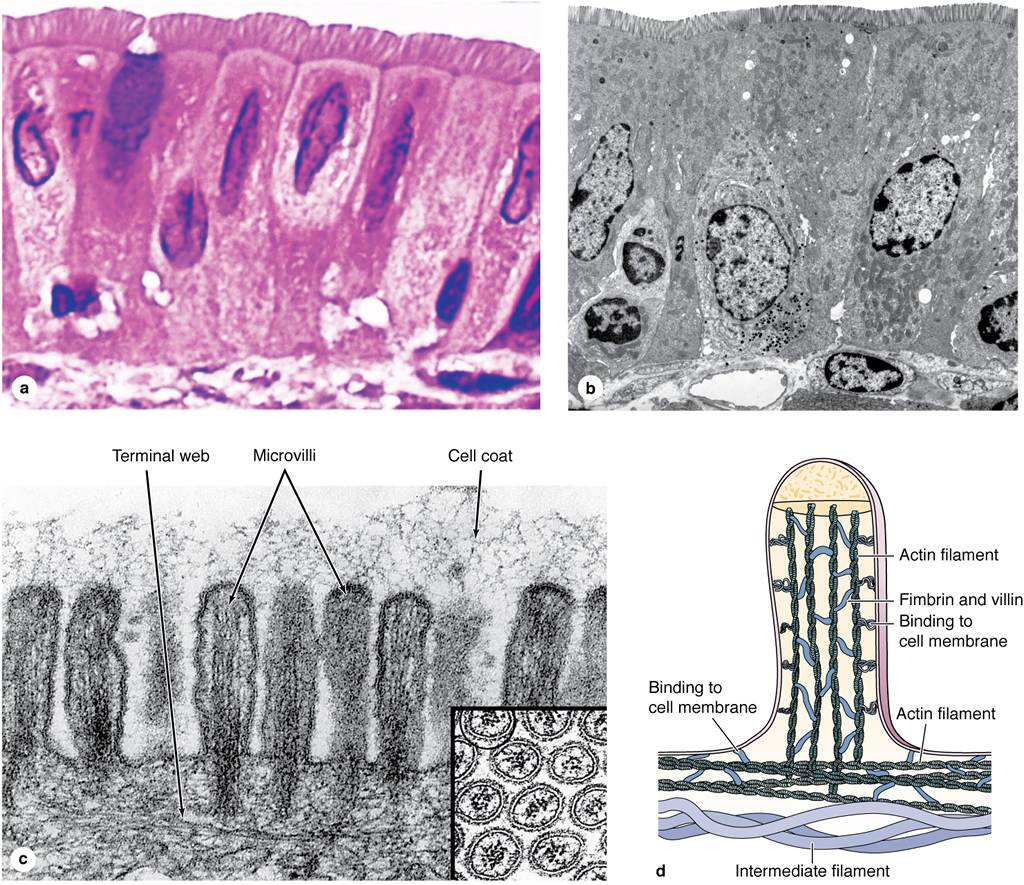 a
b
Terminal web
Microvilli
Cell coat
c
Actin filament
Fimbrin and villin
Binding to
cell membrane
Binding to
cell membrane
Actin filament
Intermediate filament
d